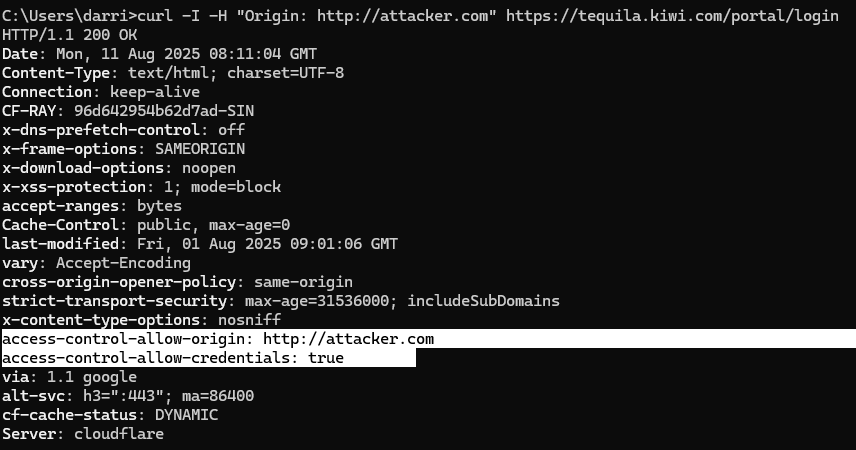 C:\Users\darri>curl -I -H "Origin: http://attacker.com" https://tequila.kiwi.com/portal/login
HTTP/1.1 200 OK
Date: Mon, 11 Aug 2025 08:11:04 GMT
Content-Type: text/html; charset=UTF-8
Connection: keep-alive
CF-RAY: 96d642954b62d7ad-SIN
x-dns-prefetch-control: off
x-frame-options: SAMEORIGIN
x-download-options: noopen
x-xss-protection: 1; mode=block
accept-ranges: bytes
Cache-Control: public, max-age=0
last-modified: Fri, 01 Aug 2025 09:01:06 GMT
vary: Accept-Encoding
cross-origin-opener-policy: same-origin
strict-transport-security: max-age=31536000; includeSubDomains
x-content-type-options: nosniff
access-control-allow-origin: http://attacker.com
access-control-allow-credentials: true
via: 1.1 google
alt-svc: h3=":443"; ma=86400
cf-cache-status: DYNAMIC
Server: cloudflare